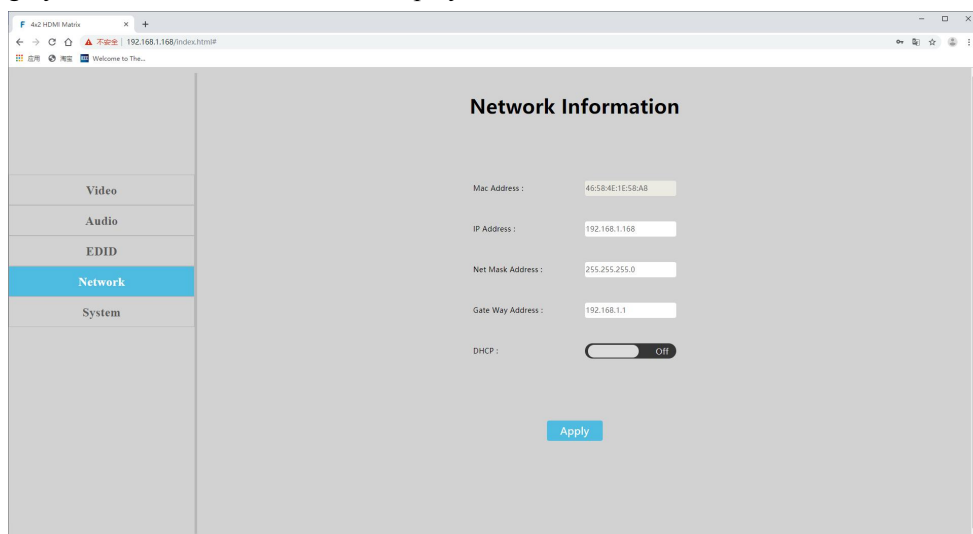 F 4x2 HDMI Matrix
不安全 | 192.168.1.168/index.html#
应用 淘宝 Welcome to The...
Network Information
Video
Audio
EDID
Network
System
Mac Address : 46:58:4E:1E:58:A8
IP Address : 192.168.1.168
Net Mask Address : 255.255.255.0
Gate Way Address : 192.168.1.1
DHCP : Off
Apply